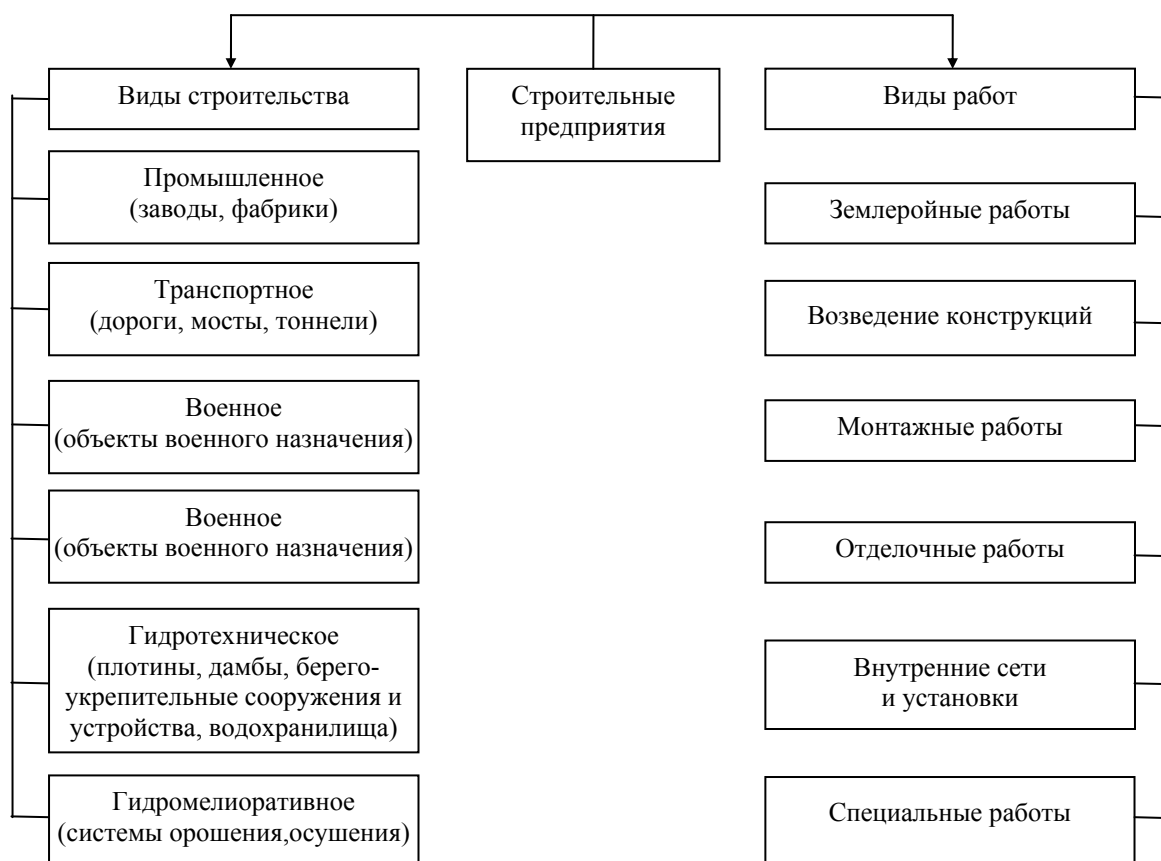 Виды строительства
Строительные
предприятия
Виды работ
Промышленное
(заводы, фабрики)
Транспортное
(дороги, мосты, тоннели)
Военное
(объекты военного назначения)
Военное
(объекты военного назначения)
Гидротехническое
(плотины, дамбы, берего-
укрепительные сооружения и
устройства, водохранилища)
Гидромелиоративное
(системы орошения,осушения)
Землеройные работы
Возведение конструкций
Монтажные работы
Отделочные работы
Внутренние сети
и установки
Специальные работы